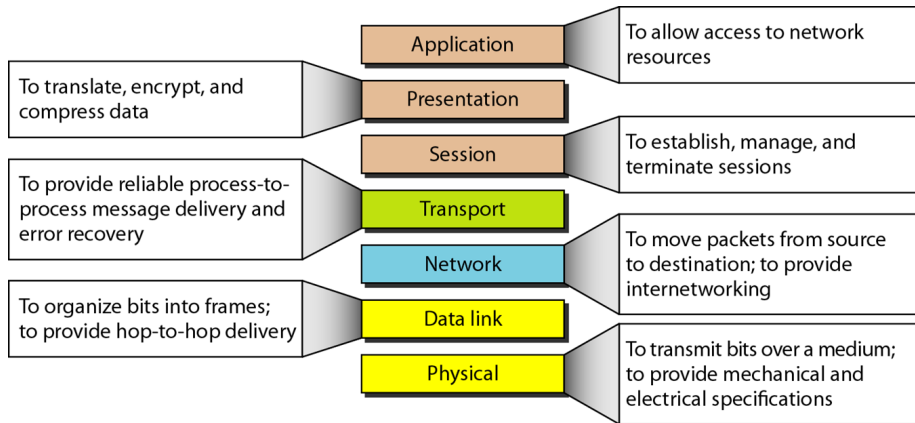 Application
To allow access to network
resources
To translate, encrypt, and
compress data
Presentation
Session
To establish, manage, and
terminate sessions
To provide reliable process-to-
process message delivery and
error recovery
Transport
Network
To move packets from source
to destination; to provide
internetworking
To organize bits into frames;
to provide hop-to-hop delivery
Data link
Physical
To transmit bits over a medium;
to provide mechanical and
electrical specifications